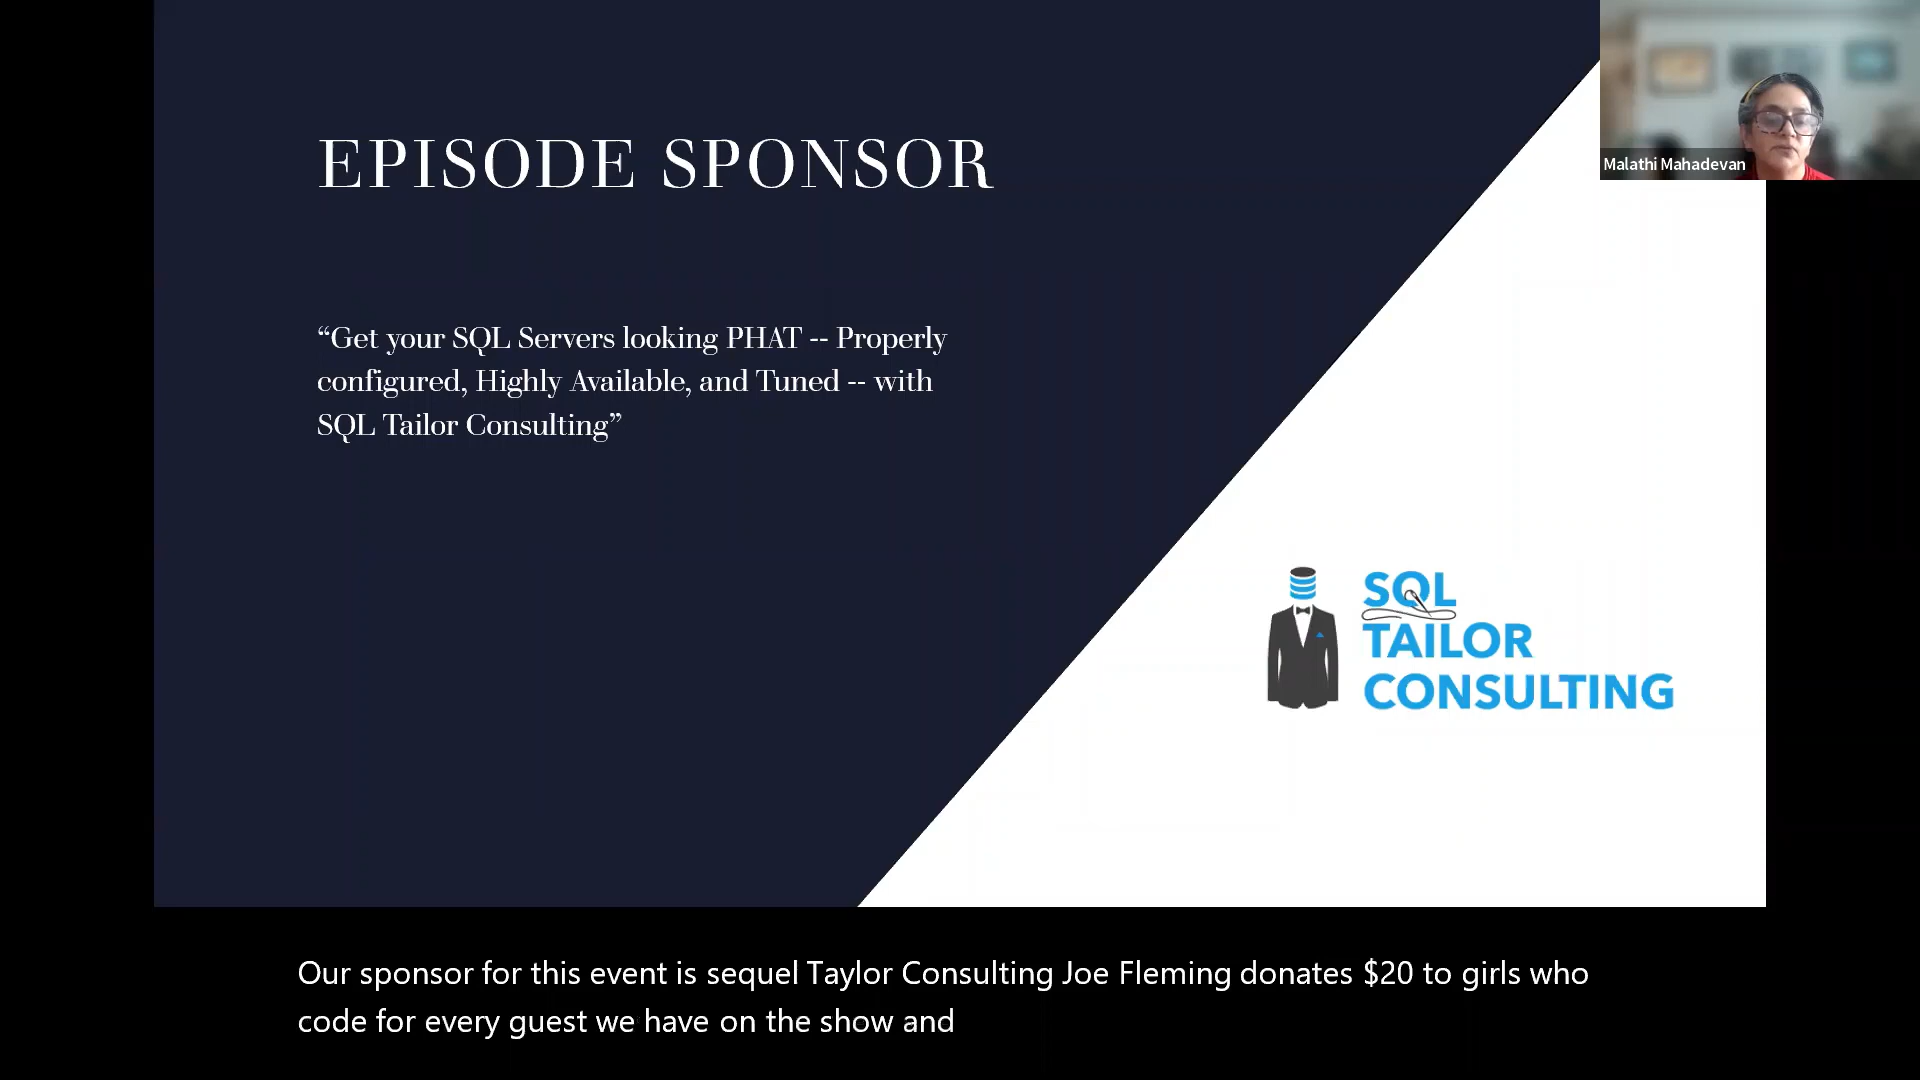 EPISODE SPONSOR
Malathi Mahadevan
“Get your SQL Servers looking PHAT -- Properly
configured, Highly Available, and Tuned -- with
SQL Tailor Consulting”
SQL
TAILOR
CONSULTING
Our sponsor for this event is sequel Taylor Consulting Joe Fleming donates $20 to girls who
code for every guest we have on the show and